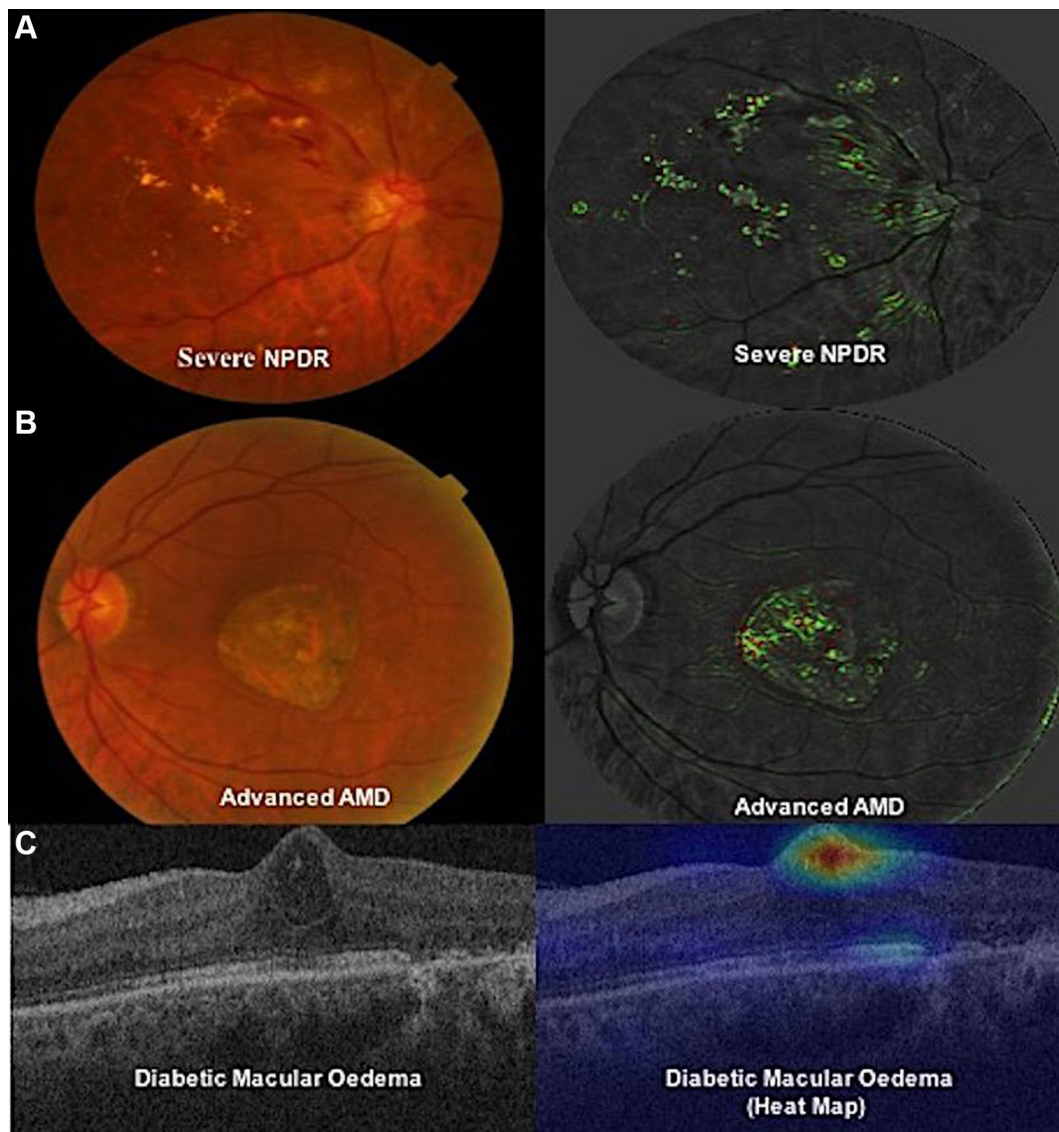 A
Severe NPDR
Severe NPDR
B
Advanced AMD
Advanced AMD
C
Diabetic Macular Oedema
Diabetic Macular Oedema
(Heat Map)